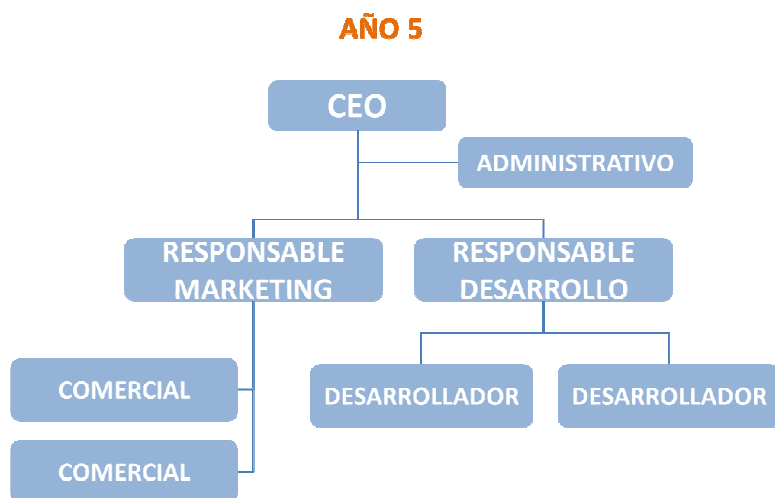 AÑO 5
CEO
ADMINISTRATIVO
RESPONSABLE
MARKETING
RESPONSABLE
DESARROLLO
COMERCIAL
DESARROLLADOR
DESARROLLADOR
COMERCIAL